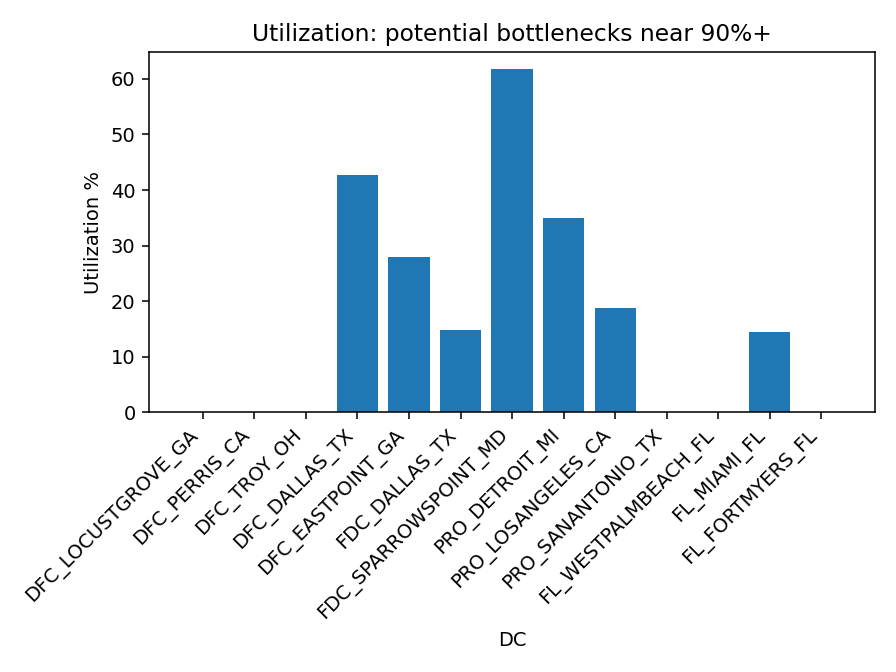 Utilization: potential bottlenecks near 90%+
Utilization %
60
50
40
30
20
10
0
DFC_LOCUSTGROVE_GA
DFC_PERRIS_CA
DFC_TROY_OH
DFC_DALLAS_TX
DFC_EASTPOINT_GA
FDC_DALLAS_TX
FDC_SPARROWSPOINT_MD
PRO_DETROIT_MI
PRO_LOSANGELES_CA
PRO_SANANTONIO_TX
FL_WESTPALMBEACH_FL
FL_MIAMI_FL
FL_FORTMYERS_FL
DC